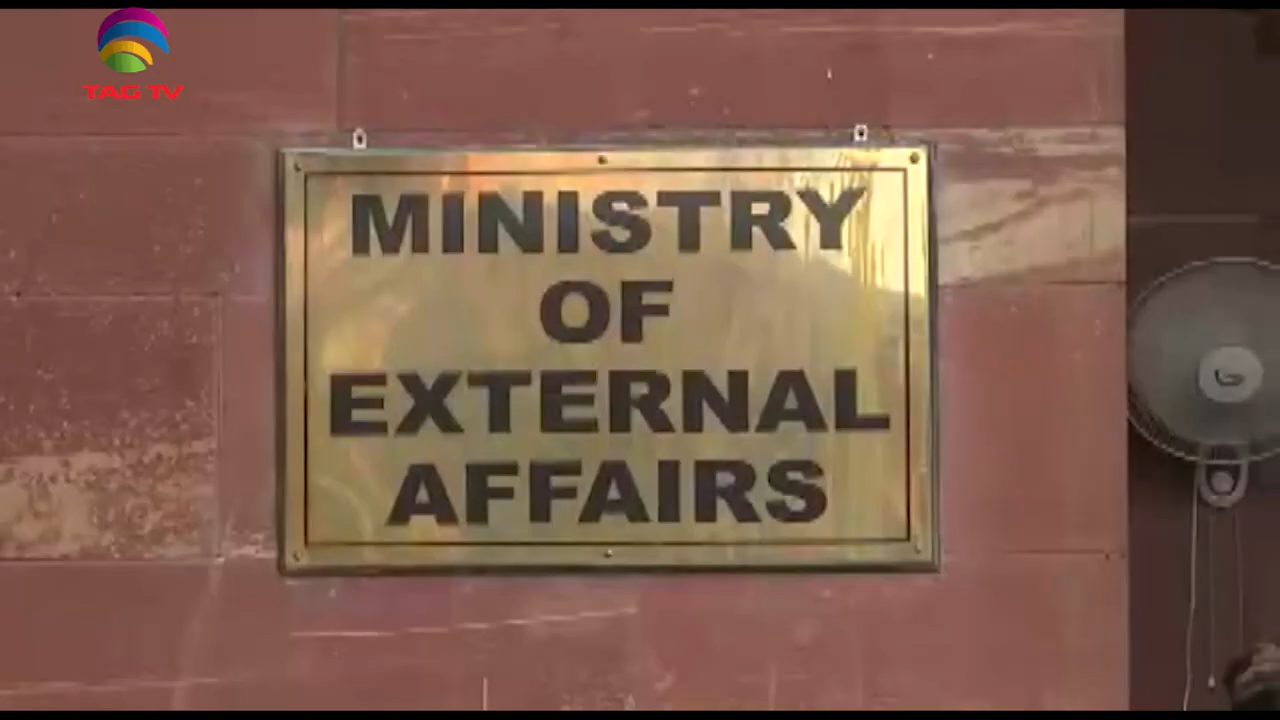 TAG TV
MINISTRY
OF
EXTERNAL
AFFAIRS